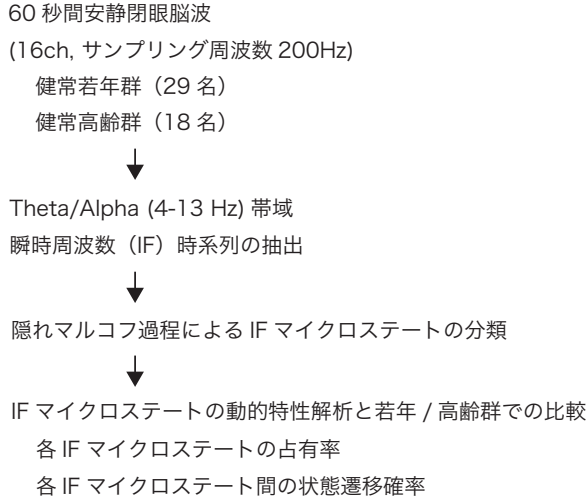 60 秒間安静閉眼脳波
(16ch, サンプリング周波数 200Hz)
健常若年群（29 名）
健常高齢群（18 名）
Theta/Alpha (4-13 Hz) 帯域
瞬時周波数（IF）時系列の抽出
隠れマルコフ過程による IF マイクロステートの分類
IF マイクロステートの動的特性解析と若年 / 高齢群での比較
各 IF マイクロステートの占有率
各 IF マイクロステート間の状態遷移確率